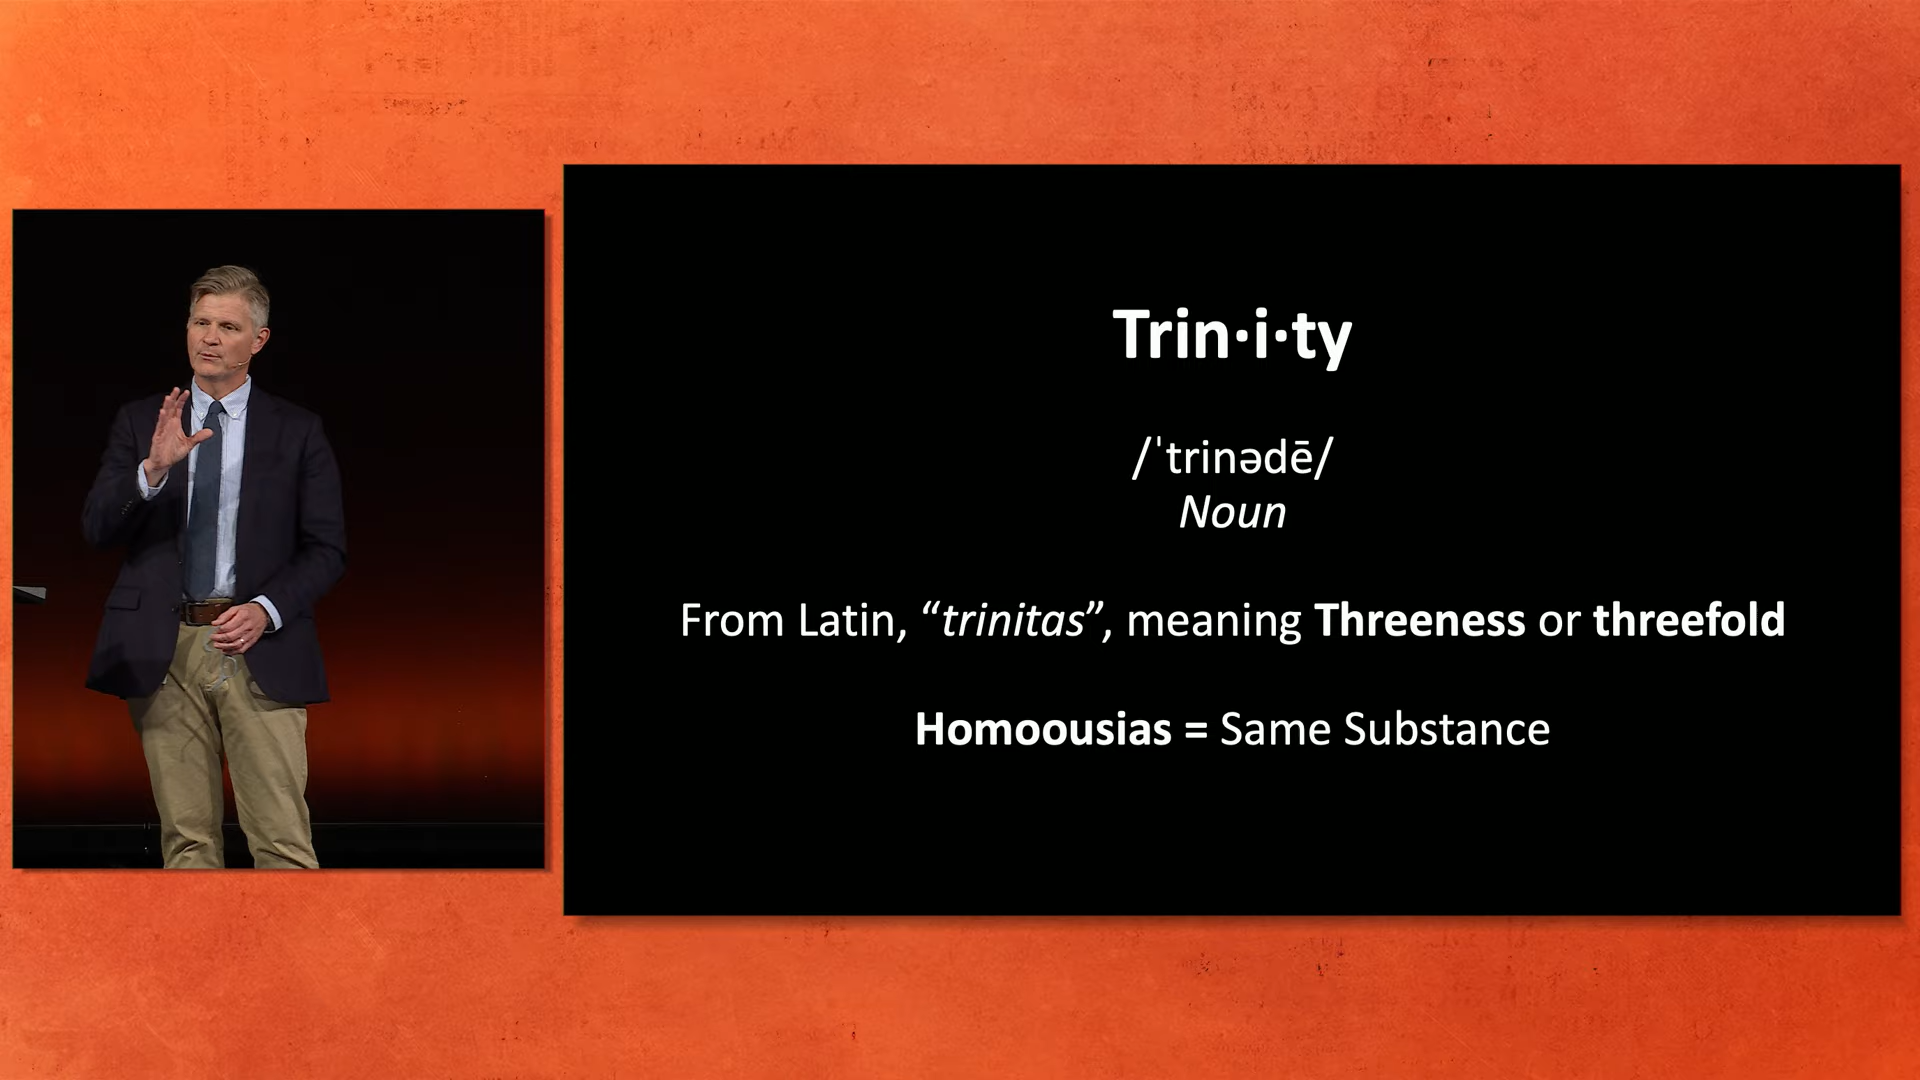 Trin·i·ty
/ˈtrinədē/
Noun
From Latin, “trinitas”, meaning Threeness or threefold
Homoousias = Same Substance